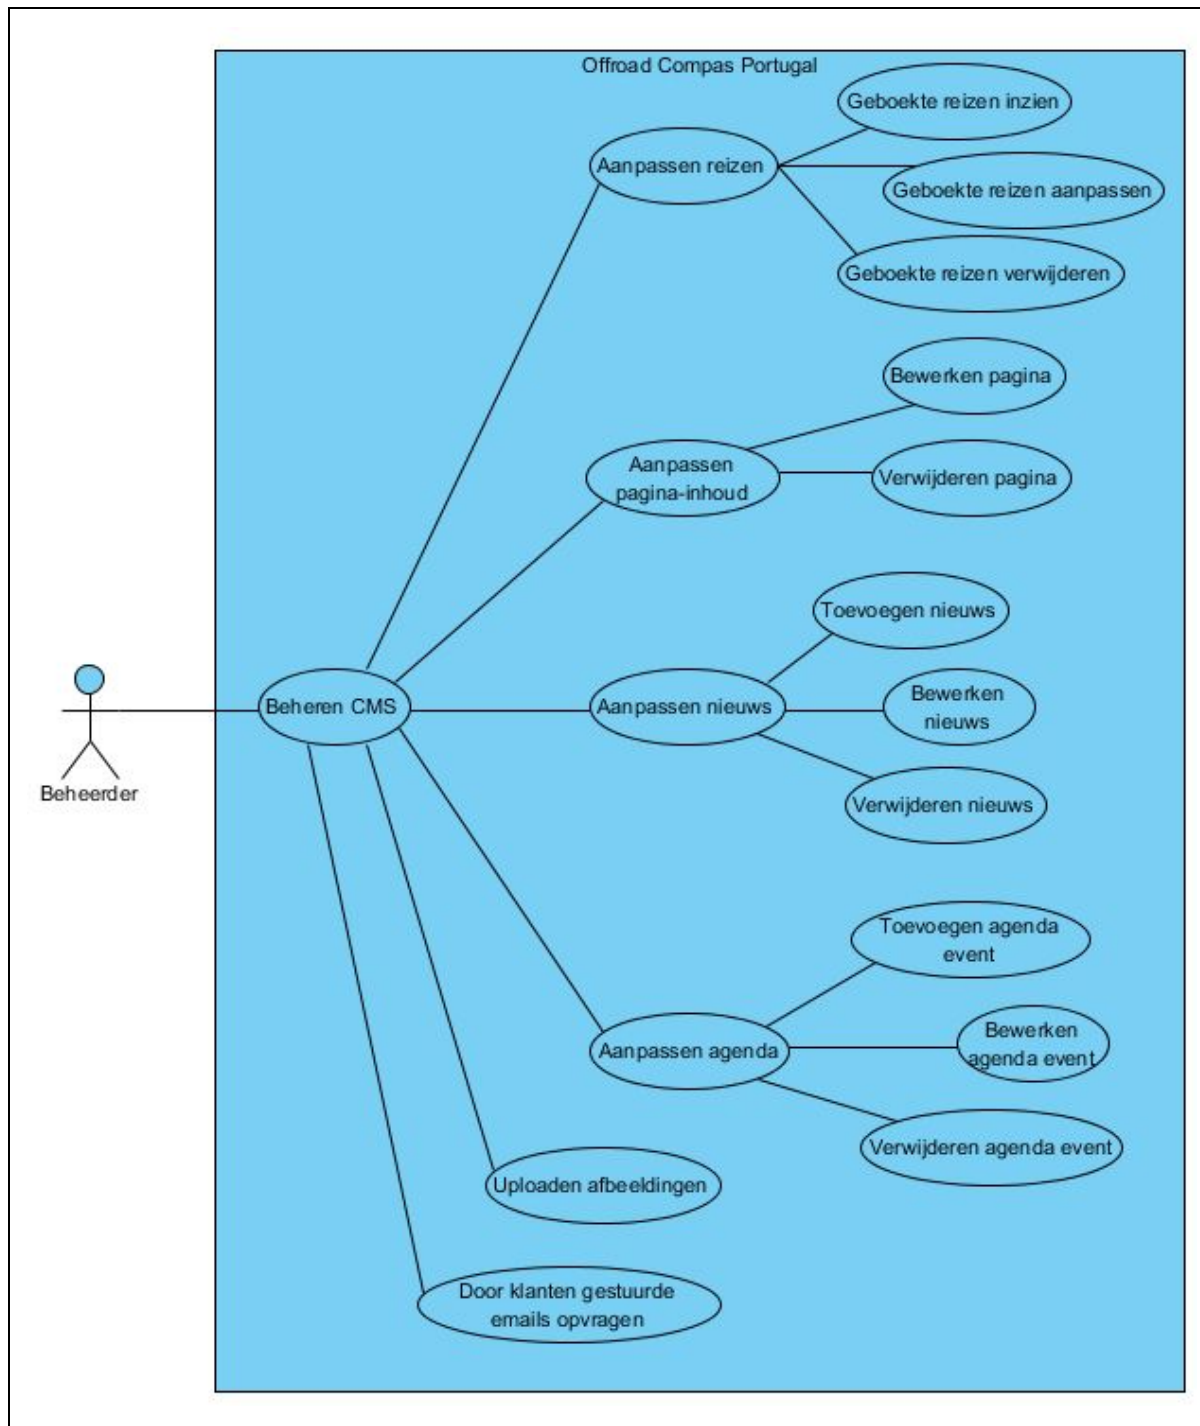 Offroad Compas Portugal
Geboekte reizen inzien
Aanpassen reizen
Geboekte reizen aanpassen
Geboekte reizen verwijderen
Bewerken pagina
Aanpassen
pagina-inhoud
Verwijderen pagina
Toevoegen nieuws
Beheren CMS
Aanpassen nieuws
Bewerken
nieuws
Beheerder
Verwijderen nieuws
Toevoegen agenda
event
Aanpassen agenda
Bewerken
agenda event
Verwijderen agenda event
Uploaden afbeeldingen
Door klanten gestuurde
emails opvragen